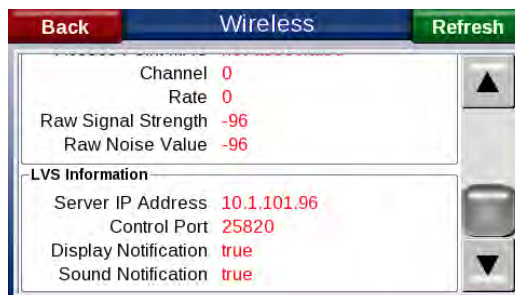 Back Wireless Refresh
Channel 0
Rate 0
Raw Signal Strength -96
Raw Noise Value -96
LVS Information
Server IP Address 10.1.101.96
Control Port 25820
Display Notification true
Sound Notification true